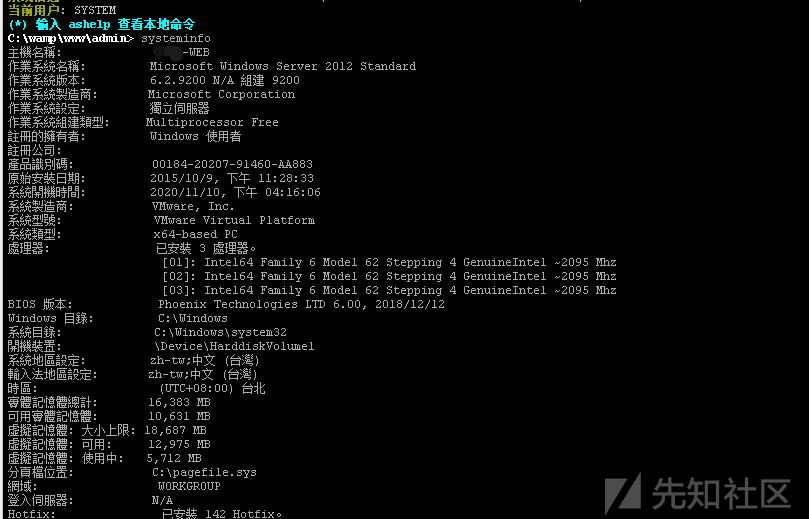 当前用户: SYSTEM
(*) 输入 ashelp 查看本地命令
C:\wamp\www\admin> systeminfo
主機名稱: -WEB
作業系統名稱: Microsoft Windows Server 2012 Standard
作業系統版本: 6.2.9200 N/A 組建 9200
作業系統製造商: Microsoft Corporation
作業系統設定: 獨立伺服器
作業系統組建類型: Multiprocessor Free
註冊的擁有者: Windows 使用者
註冊公司:
產品識別碼: 00184-20207-91460-AA883
原始安裝日期: 2015/10/9, 下午 11:28:33
系統開機時間: 2020/11/10, 下午 04:16:06
系統製造商: VMware, Inc.
系統型號: VMware Virtual Platform
系統類型: x64-based PC
處理器: 已安裝 3 處理器。
[01]: Intel64 Family 6 Model 62 Stepping 4 GenuineIntel ~2095 Mhz
[02]: Intel64 Family 6 Model 62 Stepping 4 GenuineIntel ~2095 Mhz
[03]: Intel64 Family 6 Model 62 Stepping 4 GenuineIntel ~2095 Mhz
BIOS 版本: Phoenix Technologies LTD 6.00, 2018/12/12
Windows 目錄: C:\Windows
系統目錄: C:\Windows\system32
開機裝置: \Device\HarddiskVolume1
系統地區設定: zh-tw;中文 (台灣)
輸入法地區設定: zh-tw;中文 (台灣)
時區: (UTC+08:00) 台北
實體記憶體總計: 16,383 MB
可用實體記憶體: 10,631 MB
虛擬記憶體: 大小上限: 18,687 MB
虛擬記憶體: 可用: 12,975 MB
虛擬記憶體: 使用中: 5,712 MB
分頁檔位置: C:\pagefile.sys
網域: WORKGROUP
登入伺服器: N/A
Hotfix: 已安裝 142 Hotfix。
先知社区